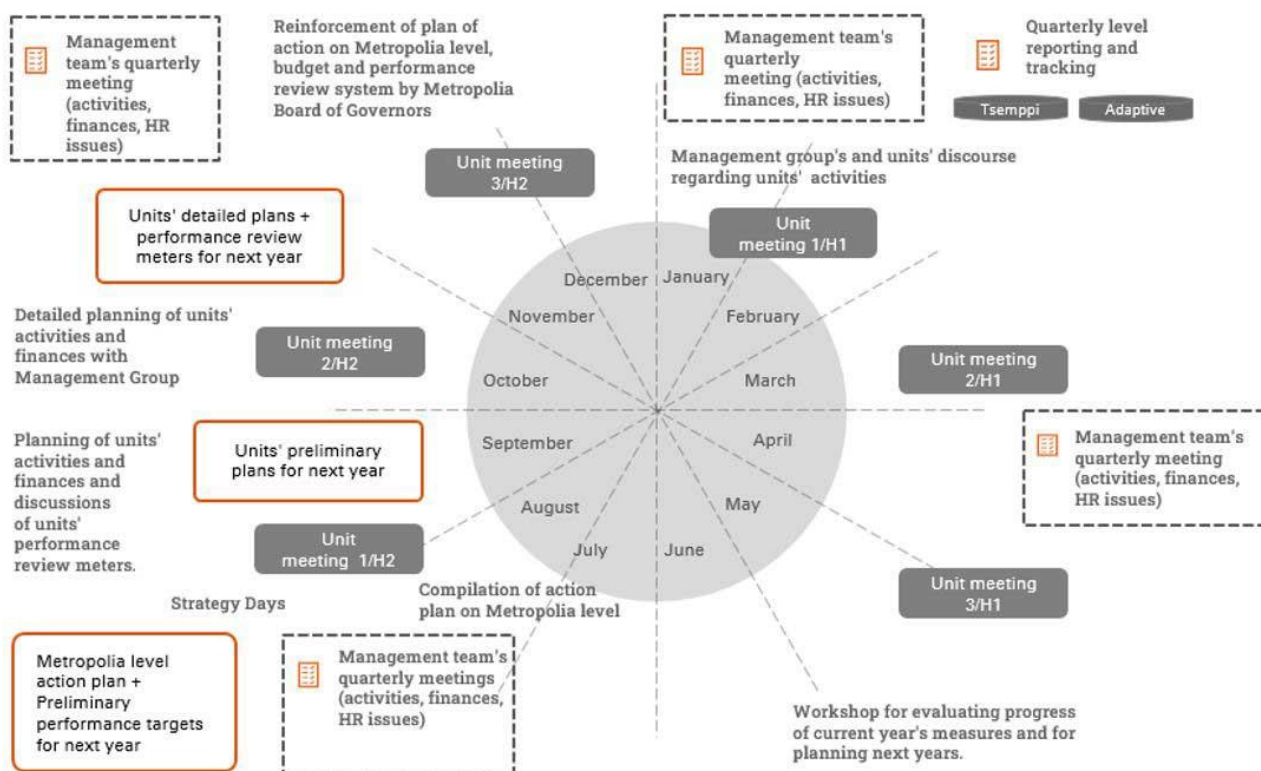 Management
team's quarterly
meeting
(activities,
finances, HR
issues)
Reinforcement of plan of
action on Metropolia level,
budget and performance
review system by Metropolia
Board of Governors
Management team's
quarterly
meeting (activities,
finances, HR issues)
Quarterly level
reporting and
tracking
Tsemppi
Adaptive
Unit meeting
3/H2
Management group's and units' discourse
regarding units' activities
Units' detailed plans +
performance review
meters for next year
Unit
meeting 1/H1
December
January
November
February
Detailed planning of units'
activities and
finances with
Management Group
Unit meeting
2/H2
October
March
Unit meeting
2/H1
Planning of units'
activities and
finances and
discussions
of units'
performance
review meters.
Units' preliminary
plans for next year
September
April
Management team's
quarterly meeting
(activities, finances,
HR issues)
August
May
Unit
meeting 1/H2
July
June
Unit meeting
3/H1
Strategy Days
Compilation of action
plan on Metropolia level
Metropolia level
action plan +
Preliminary
performance targets
for next year
Management team's
quarterly meetings
(activities, finances,
HR issues)
Workshop for evaluating progress
of current year's measures and for
planning next years.